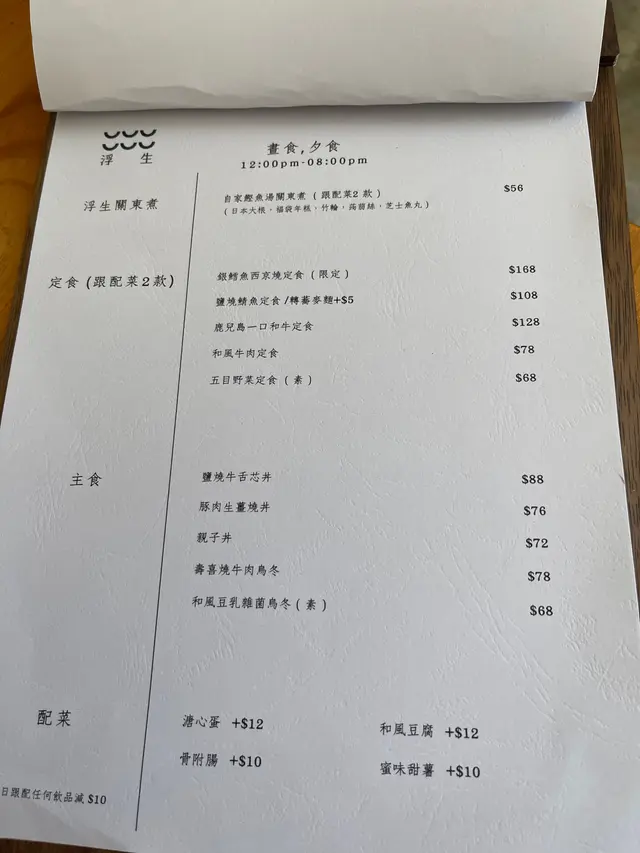 浮 生
晝食,夕食
12:00pm-08:00pm
浮生關東煮
自家鰹魚湯關東煮 ( 跟配菜2 款 )
( 日本大根，福袋年糕，竹輪，蒟蒻絲，芝士魚丸 )
$56
定食 (跟配菜2款)
銀鱈魚西京燒定食 ( 限定 )
$168
鹽燒鯖魚定食 /轉蕎麥麵+$5
$108
鹿兒島一口和牛定食
$128
和風牛肉定食
$78
五目野菜定食 ( 素 )
$68
主食
鹽燒牛舌芯丼
$88
豚肉生薑燒丼
$76
親子丼
$72
壽喜燒牛肉烏冬
$78
和風豆乳雜菌烏冬 ( 素 )
$68
配菜
溏心蛋 +$12
和風豆腐 +$12
骨附腸 +$10
蜜味甜薯 +$10
日跟配任何飲品減 $10